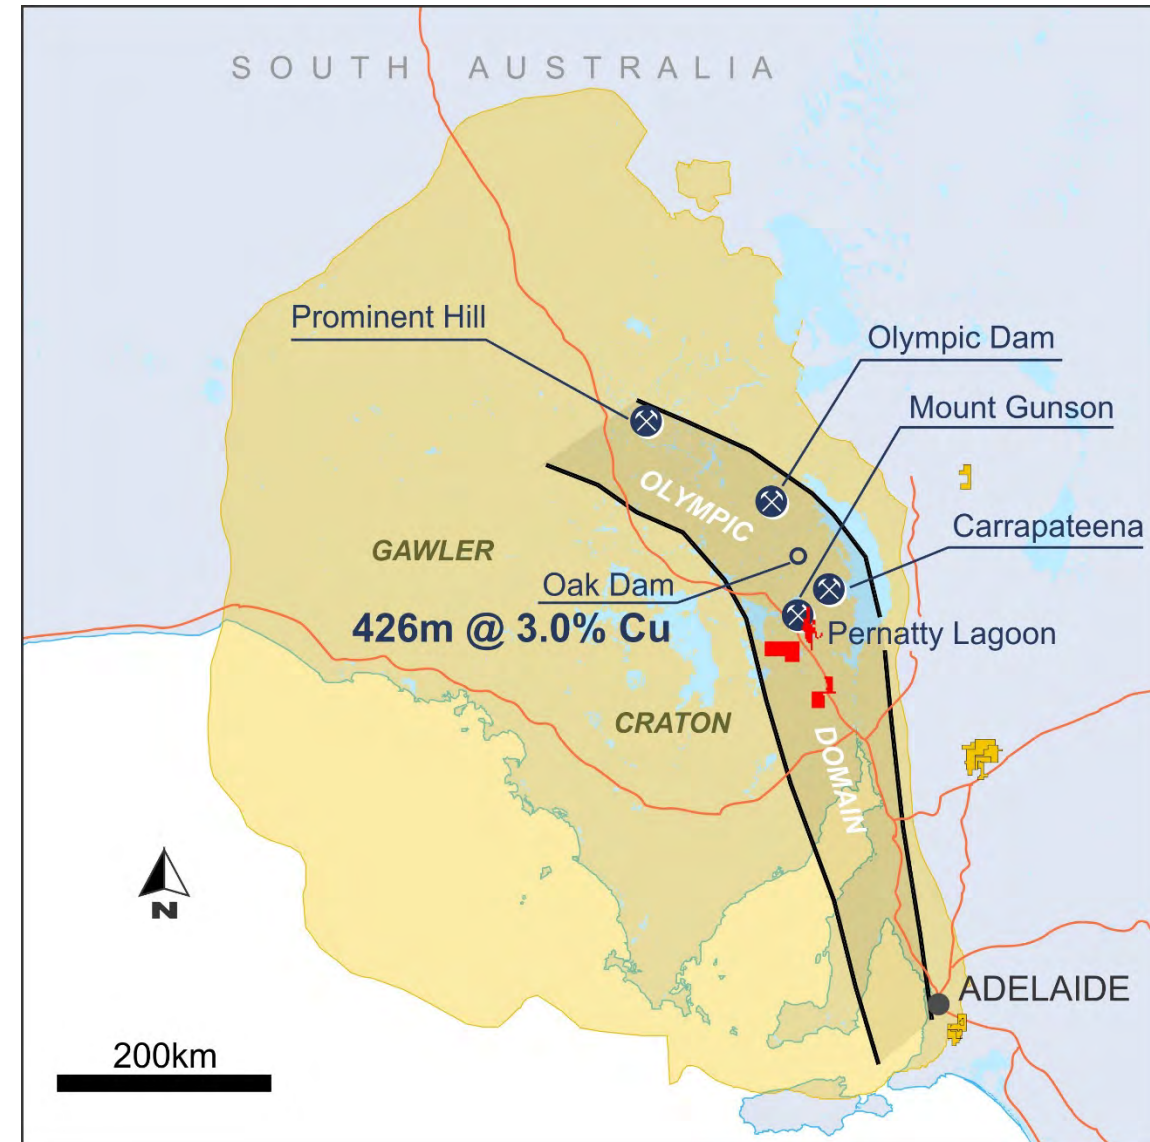 SOUTH AUSTRALIA
Prominent Hill
Olympic Dam
Mount Gunson
OLYMPIC
Carrapateena
GAWLER
Oak Dam
426m @ 3.0% Cu
Pernatty Lagoon
CRATON
DOMAIN
N
ADELAIDE
200km